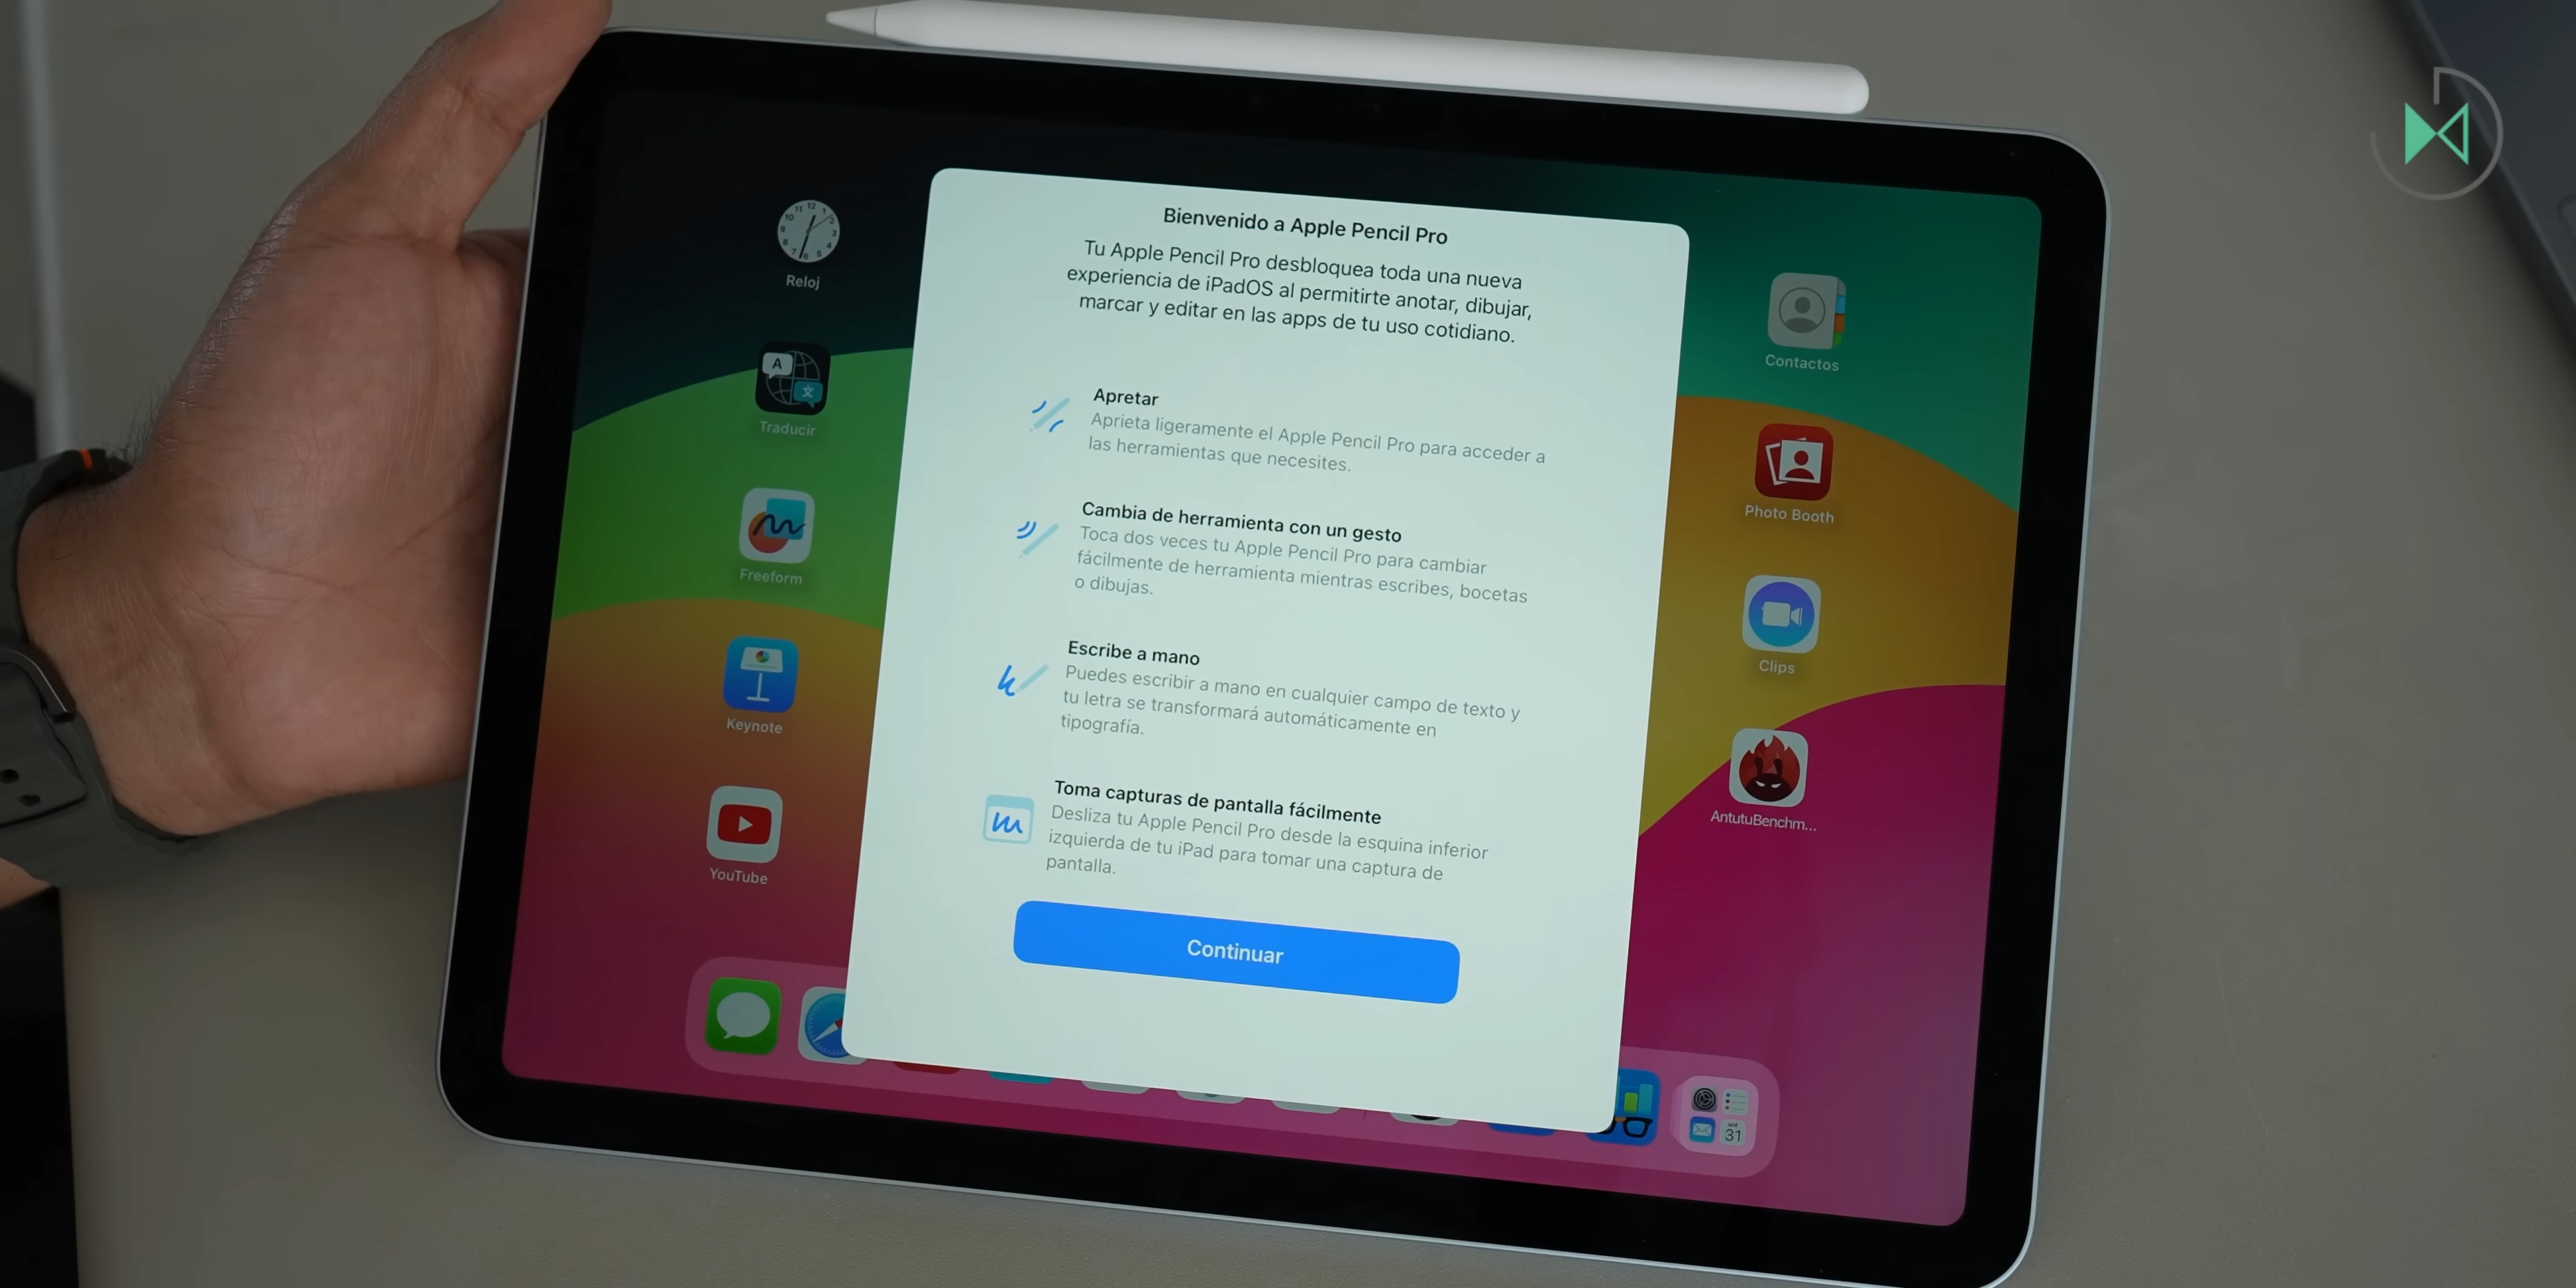 Bienvenido a Apple Pencil Pro
Tu Apple Pencil Pro desbloquea toda una nueva
experiencia de iPadOS al permitirte anotar, dibujar,
marcar y editar en las apps de tu uso cotidiano.
Apretar
Aprieta ligeramente el Apple Pencil Pro para acceder a
las herramientas que necesites.
Cambia de herramienta con un gesto
Toca dos veces tu Apple Pencil Pro para cambiar
fácilmente de herramienta mientras escribes, bocetas
o dibujas.
Escribe a mano
Puedes escribir a mano en cualquier campo de texto y
tu letra se transformará automáticamente en
tipografía.
Toma capturas de pantalla fácilmente
Desliza tu Apple Pencil Pro desde la esquina inferior
izquierda de tu iPad para tomar una captura de
pantalla.
Continuar
Reloj
A
文
Traducir
Freeform
Keynote
YouTube
Contactos
Photo Booth
Clips
AntutuBenchm...
31